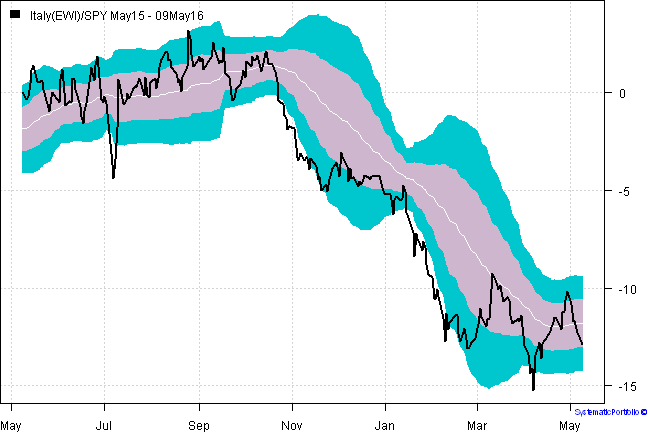 Italy(EWI)/SPY May15 - 09May16
0
-5
-10
-15
May Jul Sep Nov Jan Mar May
SystematicPortfolio ©